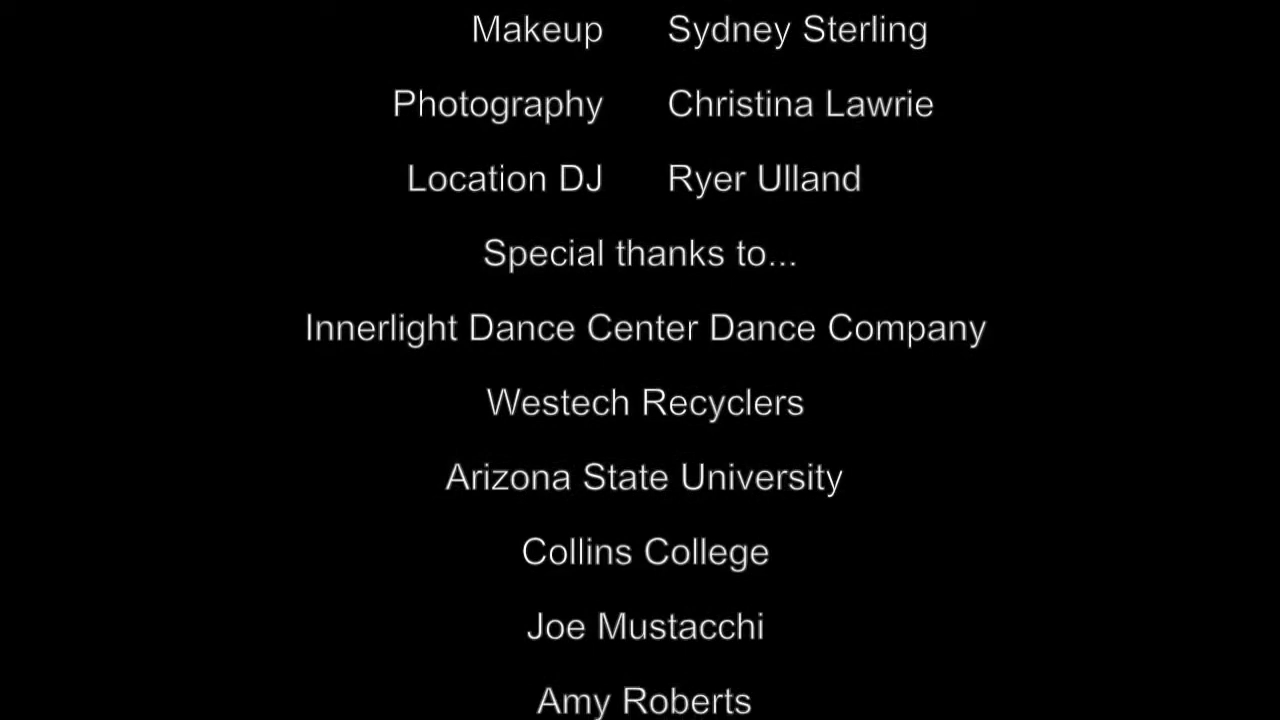 Makeup Sydney Sterling
Photography Christina Lawrie
Location DJ Ryer Ulland
Special thanks to...
Innerlight Dance Center Dance Company
Westech Recyclers
Arizona State University
Collins College
Joe Mustacchi
Amy Roberts